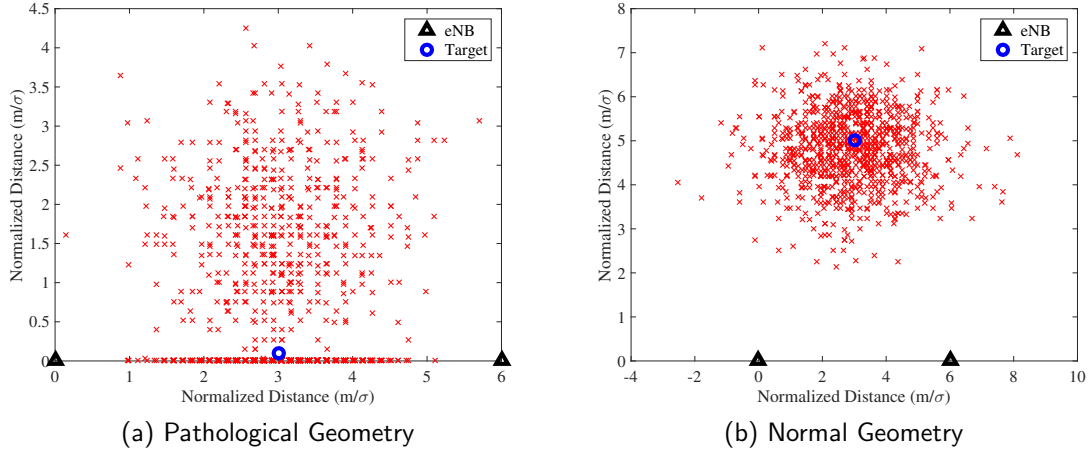 4.5
4
3.5
3
2.5
2
1.5
1
0.5
0
0 1 2 3 4 5 6
Normalized Distance (m/σ)
Normalized Distance (m/σ)
eNB
Target
(a) Pathological Geometry
8
7
6
5
4
3
2
1
0
-4 -2 0 2 4 6 8 10
Normalized Distance (m/σ)
Normalized Distance (m/σ)
eNB
Target
(b) Normal Geometry